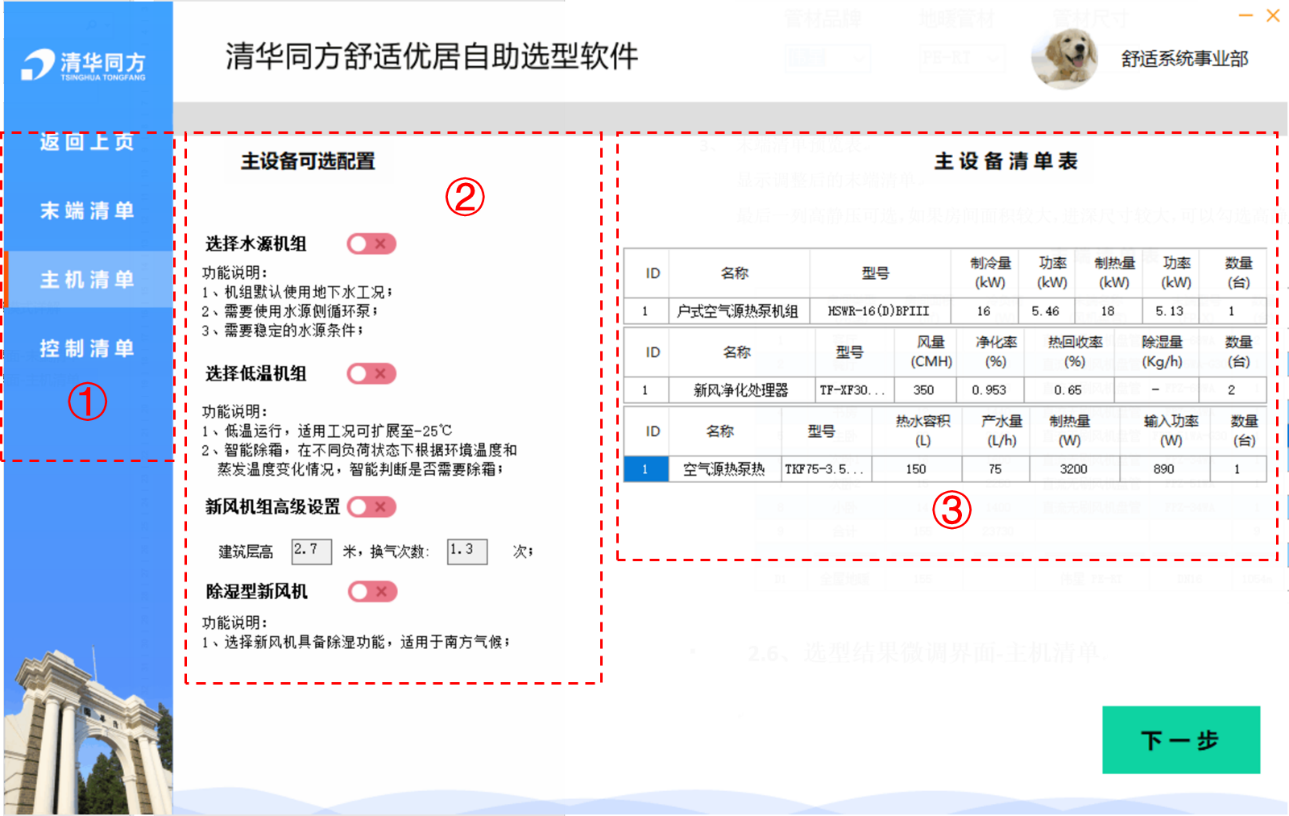 清华同方
TSINGHUA TONGFANG
清华同方舒适优居自助选型软件
舒适系统事业部
返回上页
末端清单
主机清单
控制清单
①
主设备可选配置
②
选择水源机组
功能说明：
1、机组默认使用地下水工况；
2、需要使用水源侧循环泵；
3、需要稳定的水源条件；
选择低温机组
功能说明：
1、低温运行，适用工况可扩展至-25℃
2、智能除霜，在不同负荷状态下根据环境温度和
蒸发温度变化情况，智能判断是否需要除霜；
新风机组高级设置
建筑层高 2.7 米，换气次数： 1.3 次；
除湿型新风机
功能说明：
1、选择新风机具备除湿功能，适用于南方气候；
主设备清单表
ID 名称 型号 制冷量(kW) 功率(kW) 制热量(kW) 功率(kW) 数量(台)
1 户式空气源热泵机组 HSWR-16(D)BPIII 16 5.46 18 5.13 1
ID 名称 型号 风量(CMH) 净化率(%) 热回收率(%) 除湿量(Kg/h) 数量(台)
1 新风净化处理器 TF-XF30... 350 0.953 0.65 - 2
ID 名称 型号 热水容积(L) 产水量(L/h) 制热量(W) 输入功率(W) 数量(台)
1 空气源热泵热 TKF75-3.5... 150 75 3200 890 1
③
2.6、选型结果微调界面-主机清单。
下一步